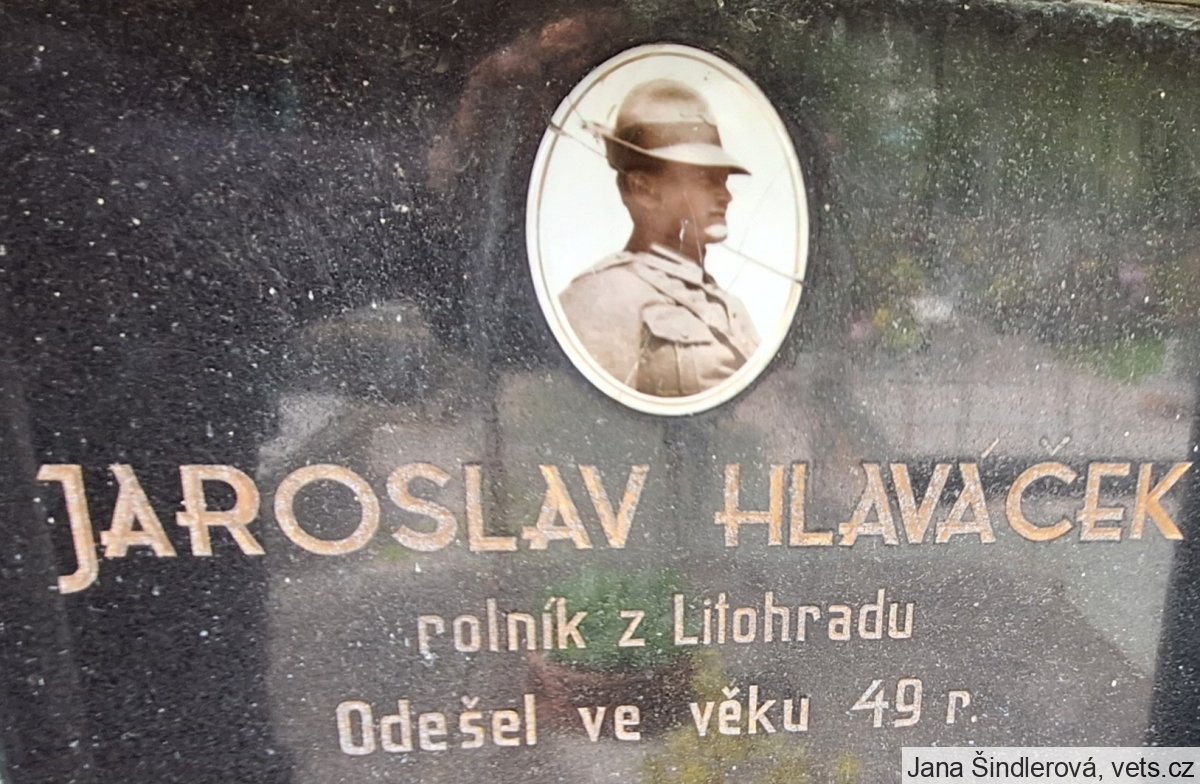 JAROSLAV HLAVÁČEK
rolník z Litohradu
Odešel ve věku 49 r.
Jana Šindlerová, vets.cz